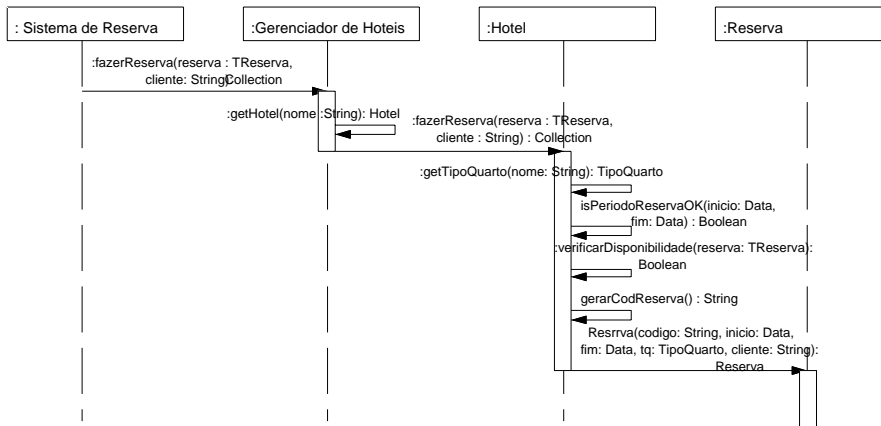 : Sistema de Reserva
:Gerenciador de Hoteis
:Hotel
:Reserva
:fazerReserva(reserva : TReserva,
cliente: String):Collection
:getHotel(nome :String): Hotel
:fazerReserva(reserva : TReserva,
cliente : String) : Collection
:getTipoQuarto(nome: String): TipoQuarto
isPeriodoReservaOK(inicio: Data,
fim: Data) : Boolean
:verificarDisponibilidade(reserva: TReserva):
Boolean
gerarCodReserva() : String
Resrrva(codigo: String, inicio: Data,
fim: Data, tq: TipoQuarto, cliente: String):
Reserva